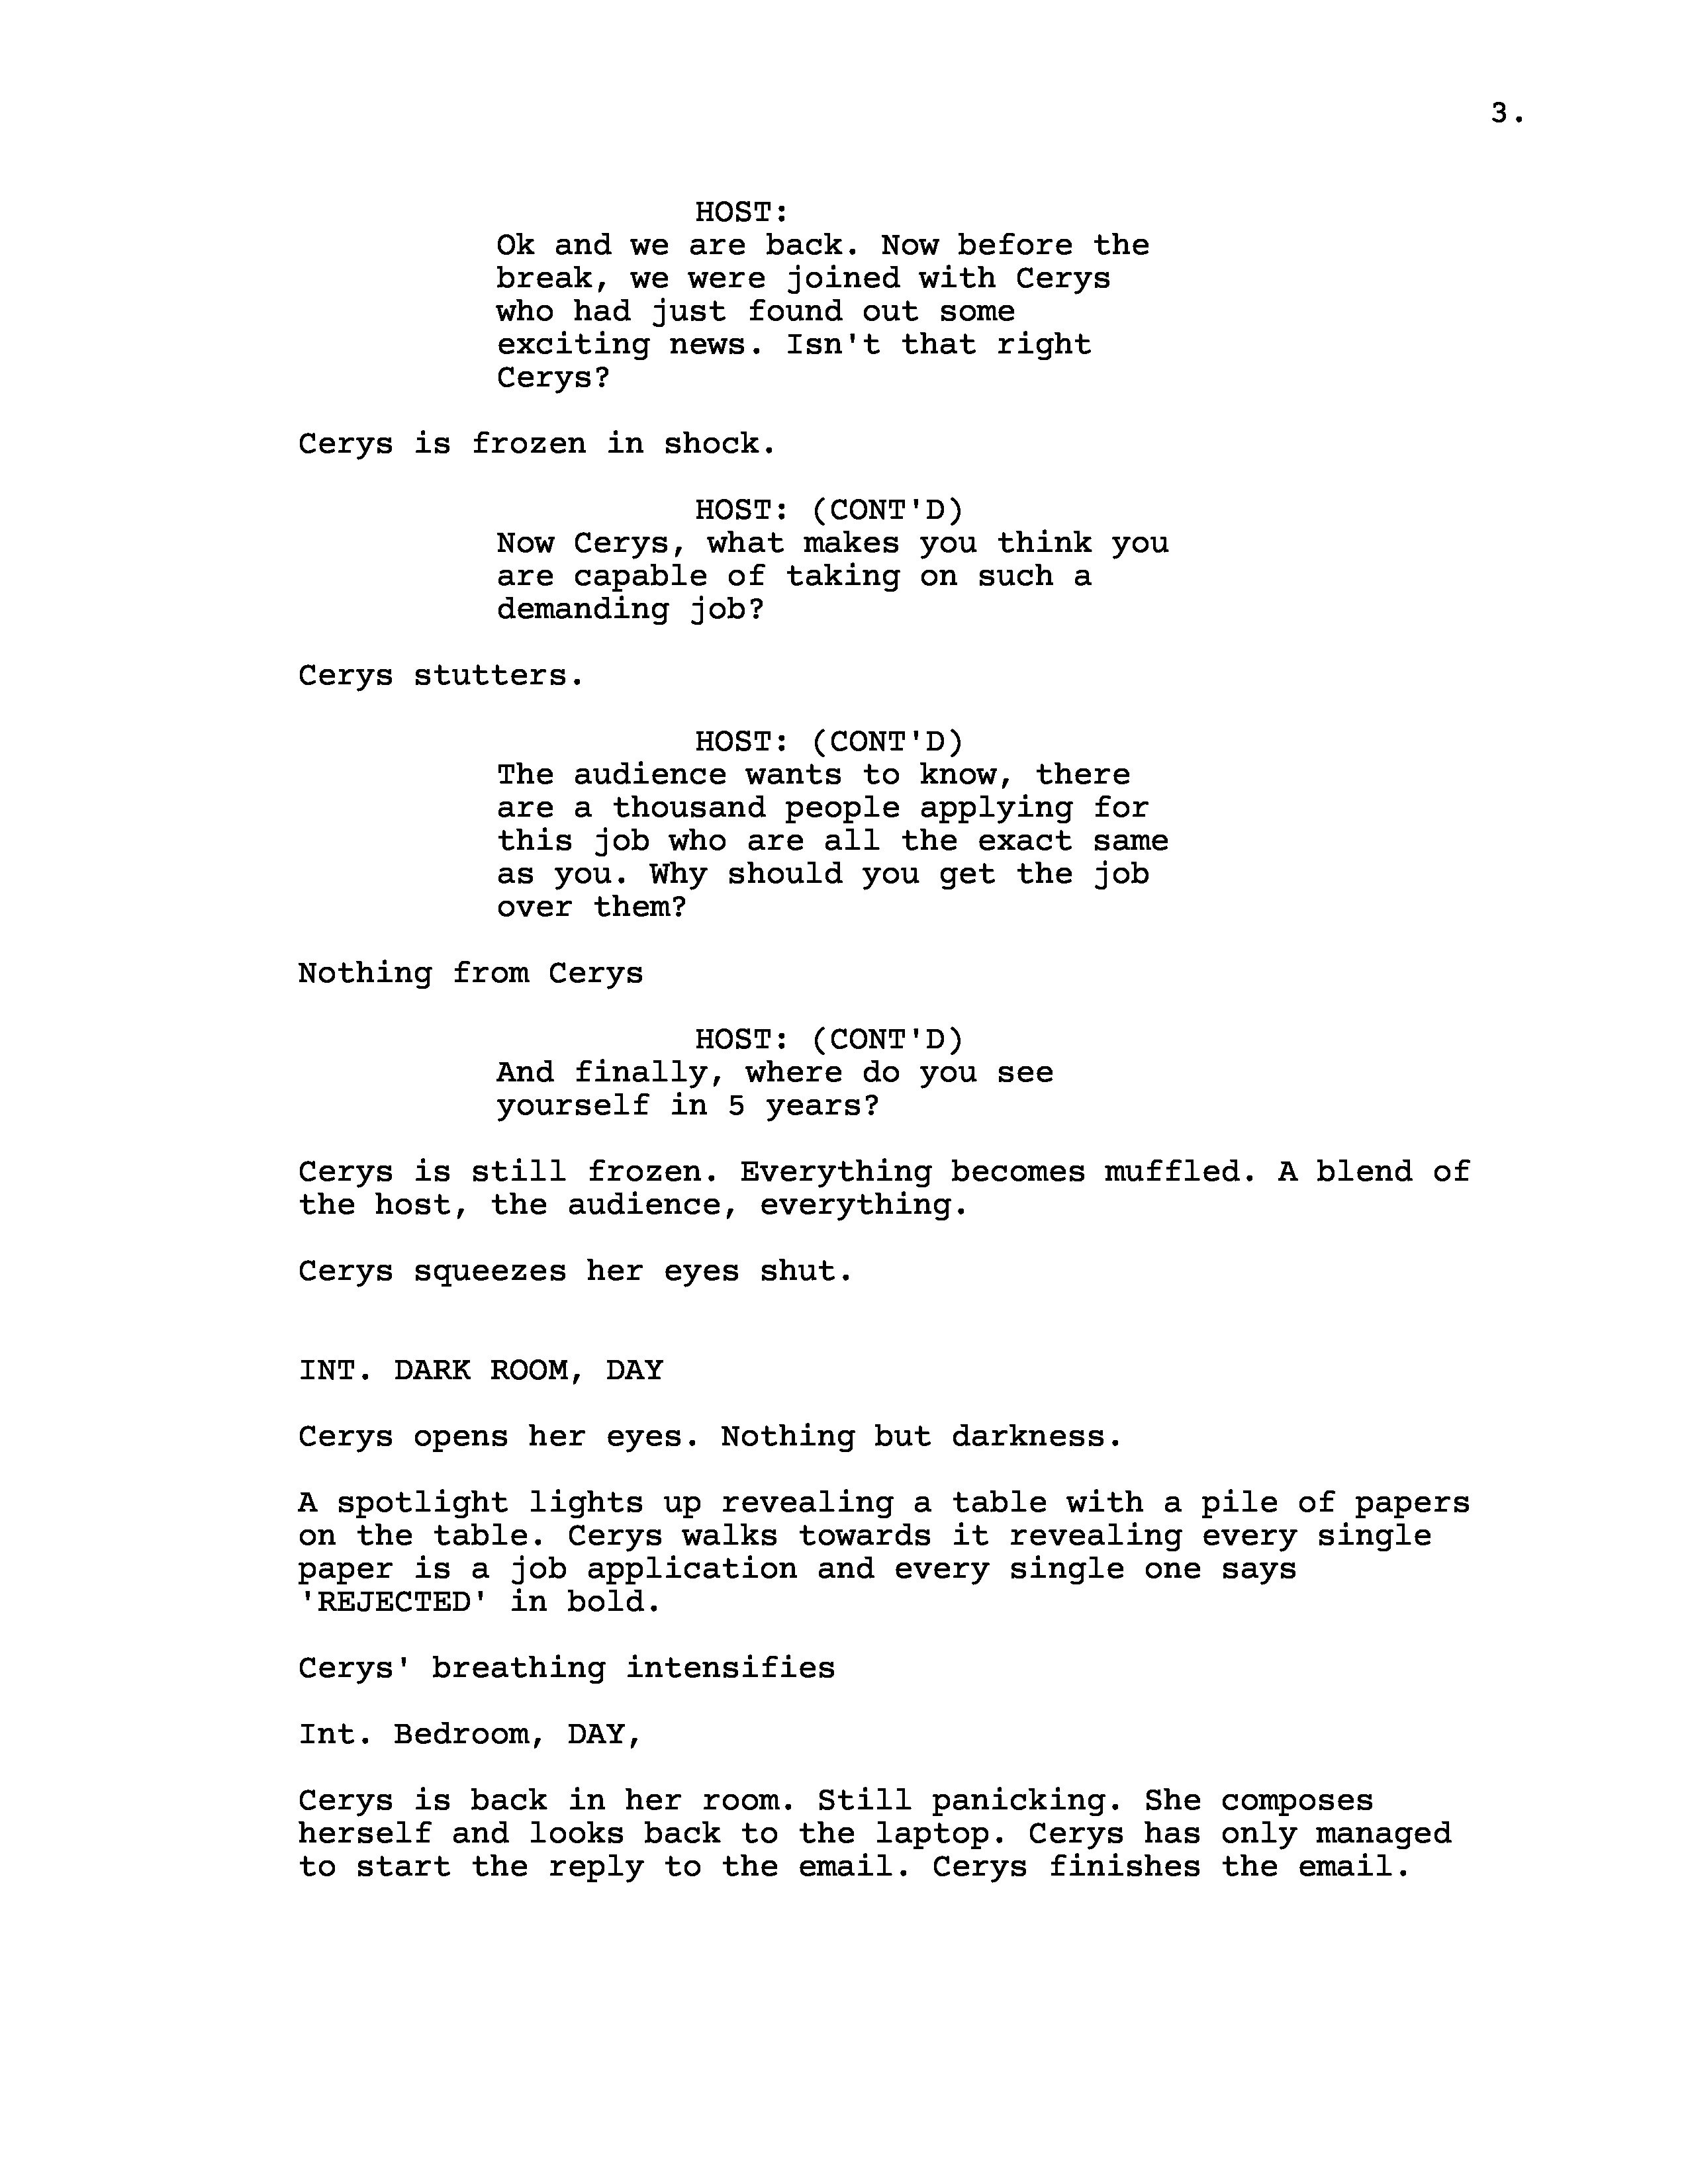 3.
HOST:
Ok and we are back. Now before the
break, we were joined with Cerys
who had just found out some
exciting news. Isn't that right
Cerys?
Cerys is frozen in shock.
HOST: (CONT'D)
Now Cerys, what makes you think you
are capable of taking on such a
demanding job?
Cerys stutters.
HOST: (CONT'D)
The audience wants to know, there
are a thousand people applying for
this job who are all the exact same
as you. Why should you get the job
over them?
Nothing from Cerys
HOST: (CONT'D)
And finally, where do you see
yourself in 5 years?
Cerys is still frozen. Everything becomes muffled. A blend of
the host, the audience, everything.
Cerys squeezes her eyes shut.
INT. DARK ROOM, DAY
Cerys opens her eyes. Nothing but darkness.
A spotlight lights up revealing a table with a pile of papers
on the table. Cerys walks towards it revealing every single
paper is a job application and every single one says
'REJECTED' in bold.
Cerys' breathing intensifies
Int. Bedroom, DAY,
Cerys is back in her room. Still panicking. She composes
herself and looks back to the laptop. Cerys has only managed
to start the reply to the email. Cerys finishes the email.